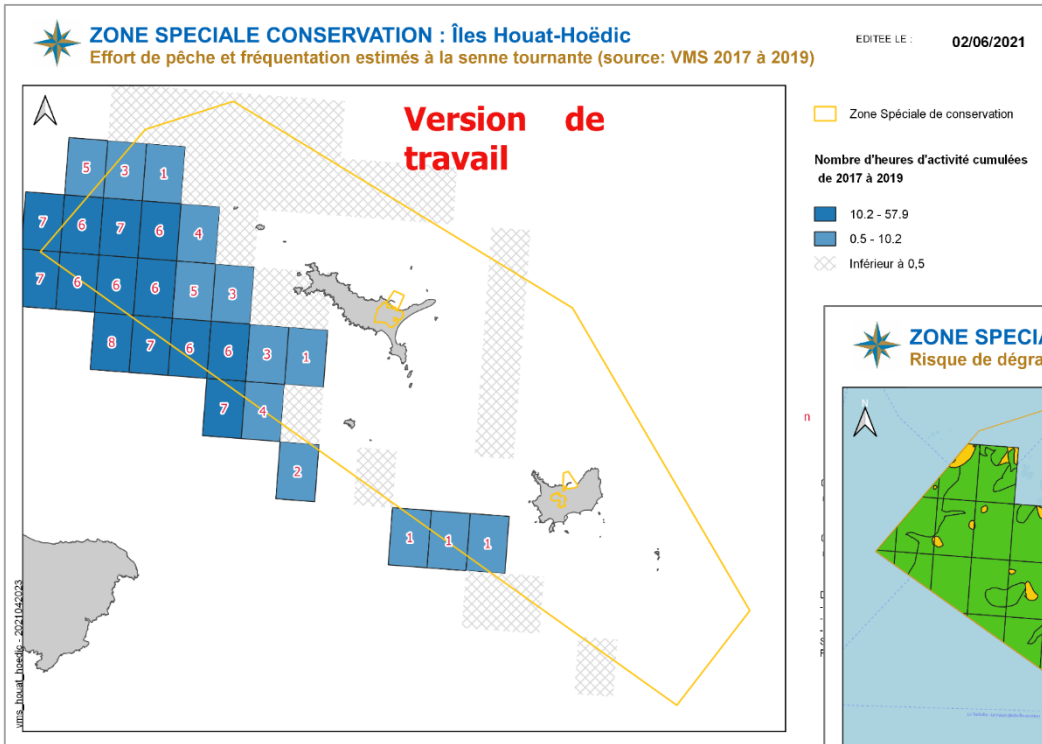 ZONE SPECIALE CONSERVATION : Îles Houat-Hoëdic
Effort de pêche et fréquentation estimés à la senne tournante (source: VMS 2017 à 2019)
EDITEE LE :
02/06/2021
Version de
travail
5 3 1
7 6 7 6 4
7 6 6 6 5 3
8 7 6 6 3 1
7 4
2
1 1 1
vms_houat_hoedic - 2021042023
Zone Spéciale de conservation
Nombre d'heures d'activité cumulées
de 2017 à 2019
10.2 - 57.9
0.5 - 10.2
Inférieur à 0,5
ZONE SPECIA
Risque de dégra
n
N